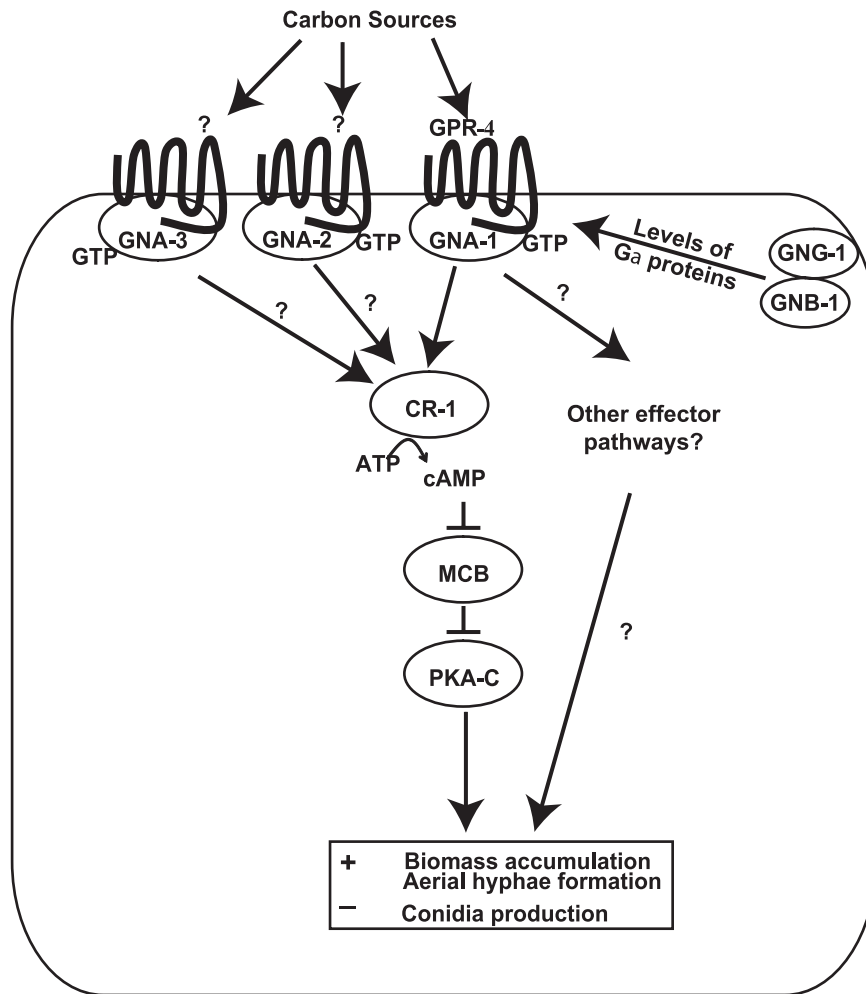 Carbon Sources
?
?
GPR-4
GNA-3
GTP
GNA-2
GTP
GNA-1
GTP
Levels of
Ga proteins
GNG-1
GNB-1
?
?
?
CR-1
ATP
cAMP
Other effector
pathways?
MCB
?
PKA-C
+ Biomass accumulation
Aerial hyphae formation
− Conidia production